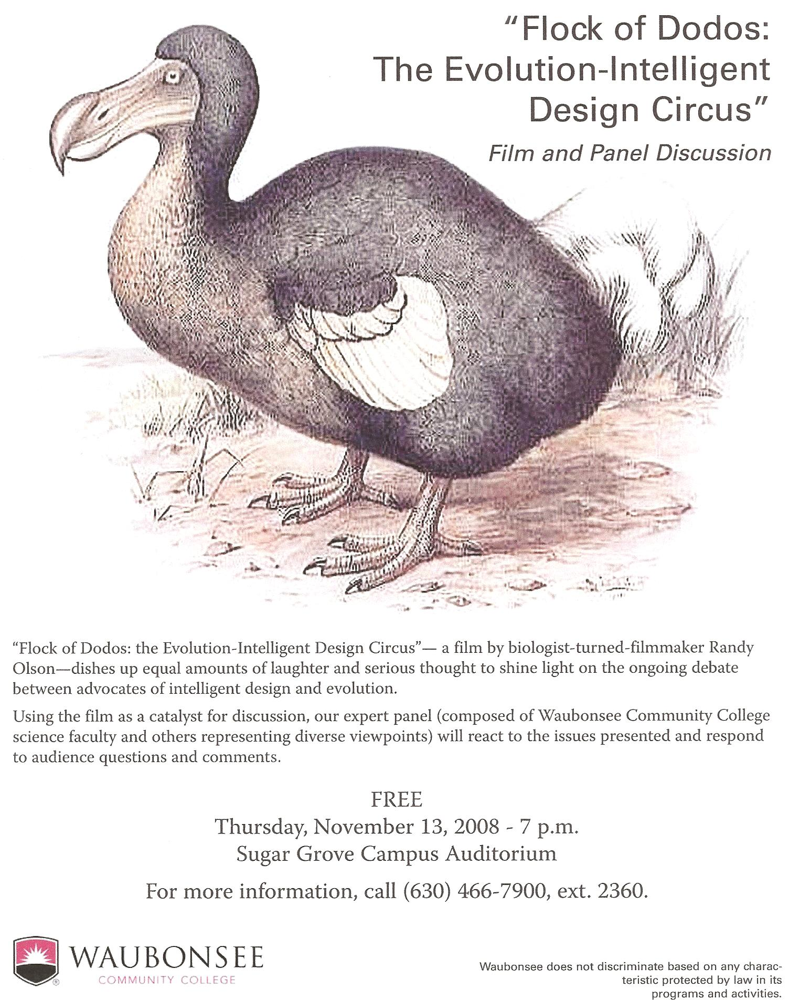 “Flock of Dodos:
The Evolution-Intelligent
Design Circus”
Film and Panel Discussion
“Flock of Dodos: the Evolution-Intelligent Design Circus”— a film by biologist-turned-filmmaker Randy
Olson—dishes up equal amounts of laughter and serious thought to shine light on the ongoing debate
between advocates of intelligent design and evolution.
Using the film as a catalyst for discussion, our expert panel (composed of Waubonsee Community College
science faculty and others representing diverse viewpoints) will react to the issues presented and respond
to audience questions and comments.
FREE
Thursday, November 13, 2008 - 7 p.m.
Sugar Grove Campus Auditorium
For more information, call (630) 466-7900, ext. 2360.
WAUBONSEE
COMMUNITY COLLEGE
®
Waubonsee does not discriminate based on any charac-
teristic protected by law in its
programs and activities.